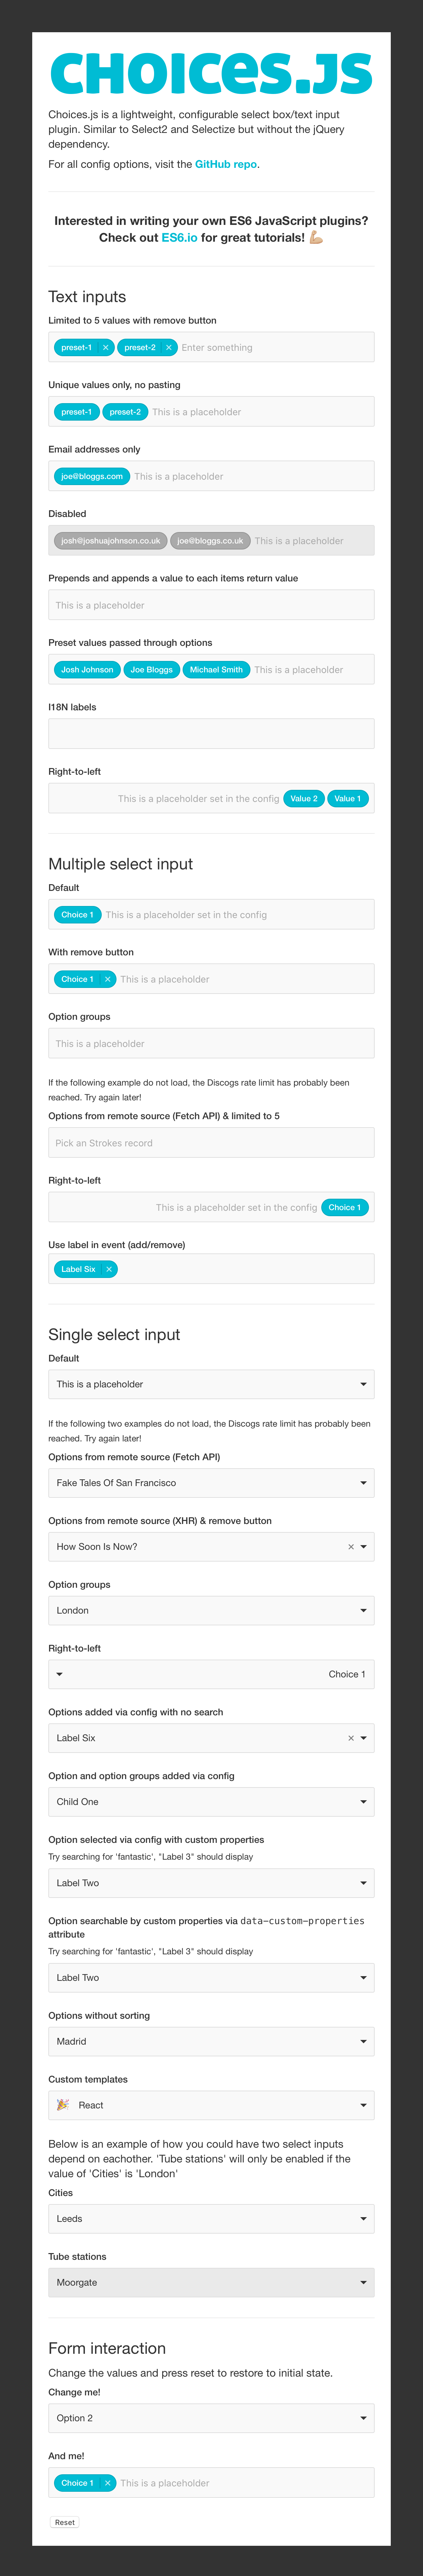 CHOICES.JS
Choices.js is a lightweight, configurable select box/text input
plugin. Similar to Select2 and Selectize but without the jQuery
dependency.
For all config options, visit the GitHub repo.
Interested in writing your own ES6 JavaScript plugins?
Check out ES6.io for great tutorials! 💪🏼
Text inputs
Limited to 5 values with remove button
preset-1 × preset-2 × Enter something
Unique values only, no pasting
preset-1 preset-2 This is a placeholder
Email addresses only
joe@bloggs.com This is a placeholder
Disabled
josh@joshuajohnson.co.uk joe@bloggs.co.uk This is a placeholder
Prepends and appends a value to each items return value
This is a placeholder
Preset values passed through options
Josh Johnson Joe Bloggs Michael Smith This is a placeholder
I18N labels
Right-to-left
This is a placeholder set in the config Value 2 Value 1
Multiple select input
Default
Choice 1 This is a placeholder set in the config
With remove button
Choice 1 × This is a placeholder
Option groups
This is a placeholder
If the following example do not load, the Discogs rate limit has probably been
reached. Try again later!
Options from remote source (Fetch API) & limited to 5
Pick an Strokes record
Right-to-left
This is a placeholder set in the config Choice 1
Use label in event (add/remove)
Label Six ×
Single select input
Default
This is a placeholder
If the following two examples do not load, the Discogs rate limit has probably been
reached. Try again later!
Options from remote source (Fetch API)
Fake Tales Of San Francisco
Options from remote source (XHR) & remove button
How Soon Is Now? ×
Option groups
London
Right-to-left
Choice 1
Options added via config with no search
Label Six ×
Option and option groups added via config
Child One
Option selected via config with custom properties
Try searching for 'fantastic', "Label 3" should display
Label Two
Option searchable by custom properties via data-custom-properties
attribute
Try searching for 'fantastic', "Label 3" should display
Label Two
Options without sorting
Madrid
Custom templates
🎉 React
Below is an example of how you could have two select inputs
depend on eachother. 'Tube stations' will only be enabled if the
value of 'Cities' is 'London'
Cities
Leeds
Tube stations
Moorgate
Form interaction
Change the values and press reset to restore to initial state.
Change me!
Option 2
And me!
Choice 1 × This is a placeholder
Reset